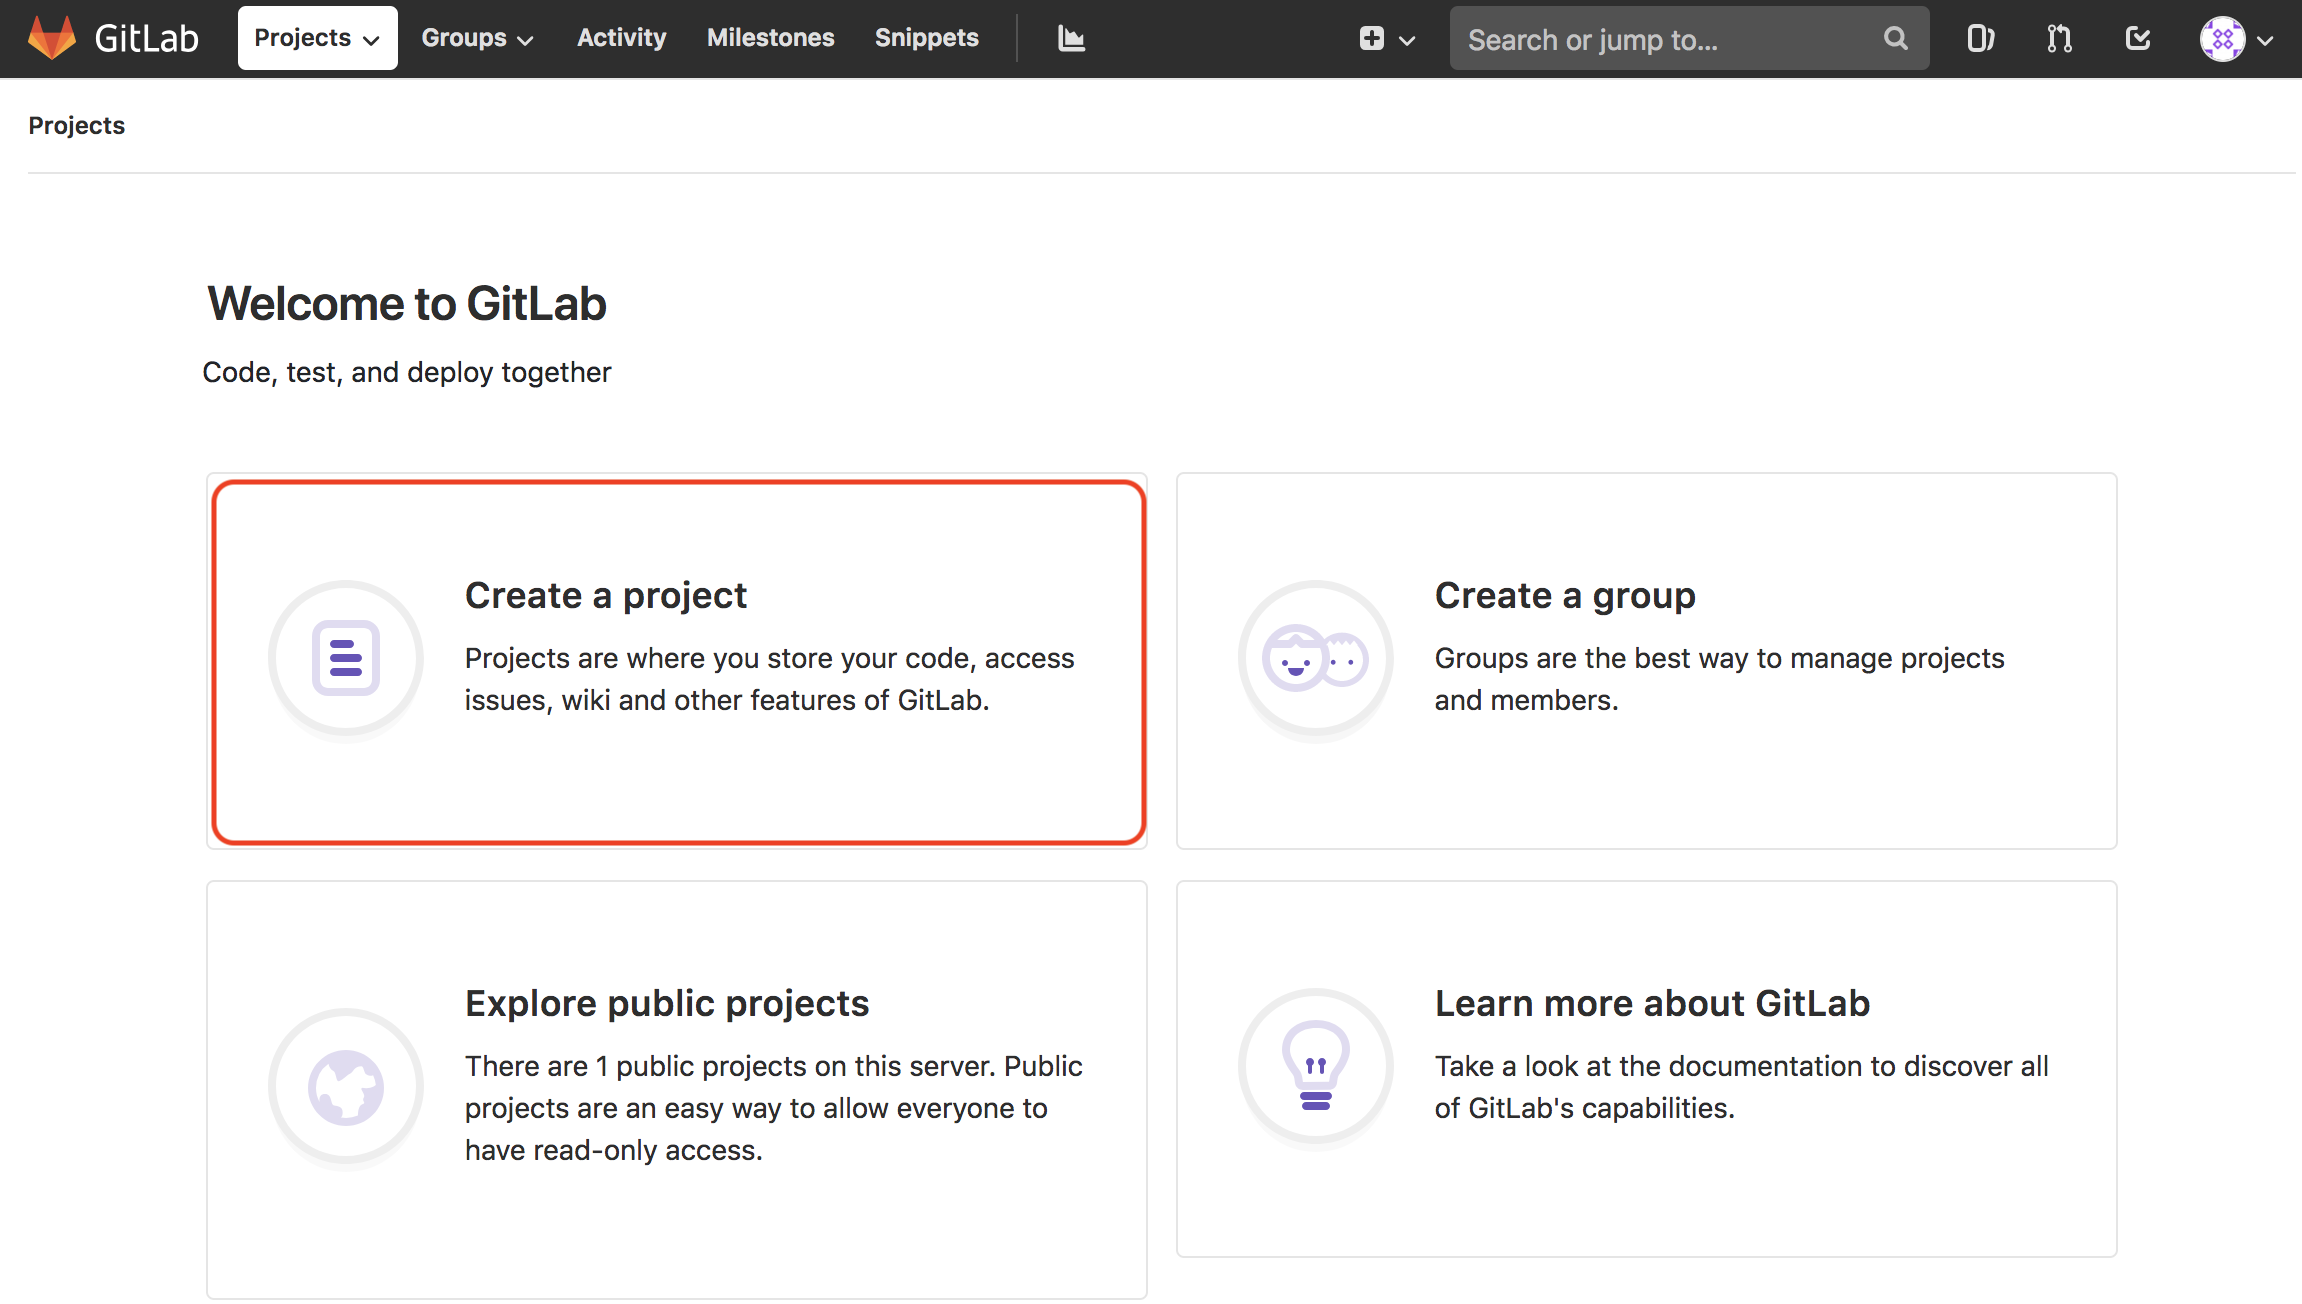 GitLab Projects Groups Activity Milestones Snippets Search or jump to...
Projects
Welcome to GitLab
Code, test, and deploy together
Create a project
Projects are where you store your code, access
issues, wiki and other features of GitLab.
Create a group
Groups are the best way to manage projects
and members.
Explore public projects
There are 1 public projects on this server. Public
projects are an easy way to allow everyone to
have read-only access.
Learn more about GitLab
Take a look at the documentation to discover all
of GitLab's capabilities.